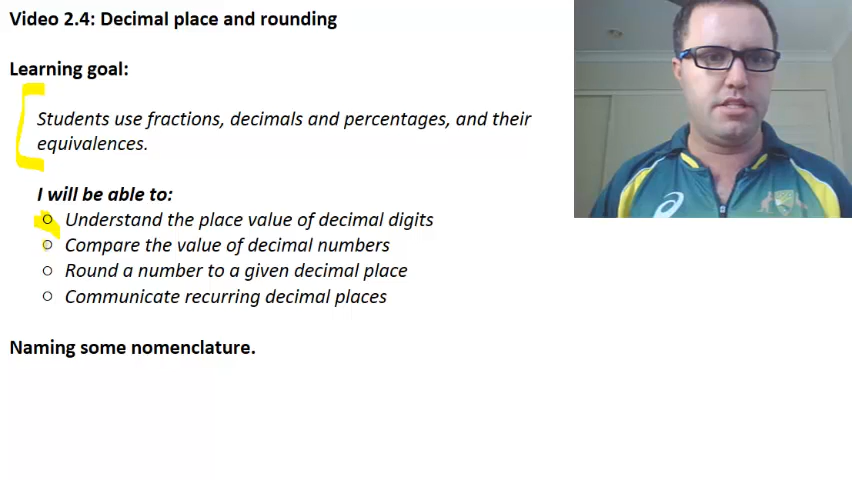 Video 2.4: Decimal place and rounding
Learning goal:
Students use fractions, decimals and percentages, and their
equivalences.
I will be able to:
Understand the place value of decimal digits
Compare the value of decimal numbers
Round a number to a given decimal place
Communicate recurring decimal places
Naming some nomenclature.